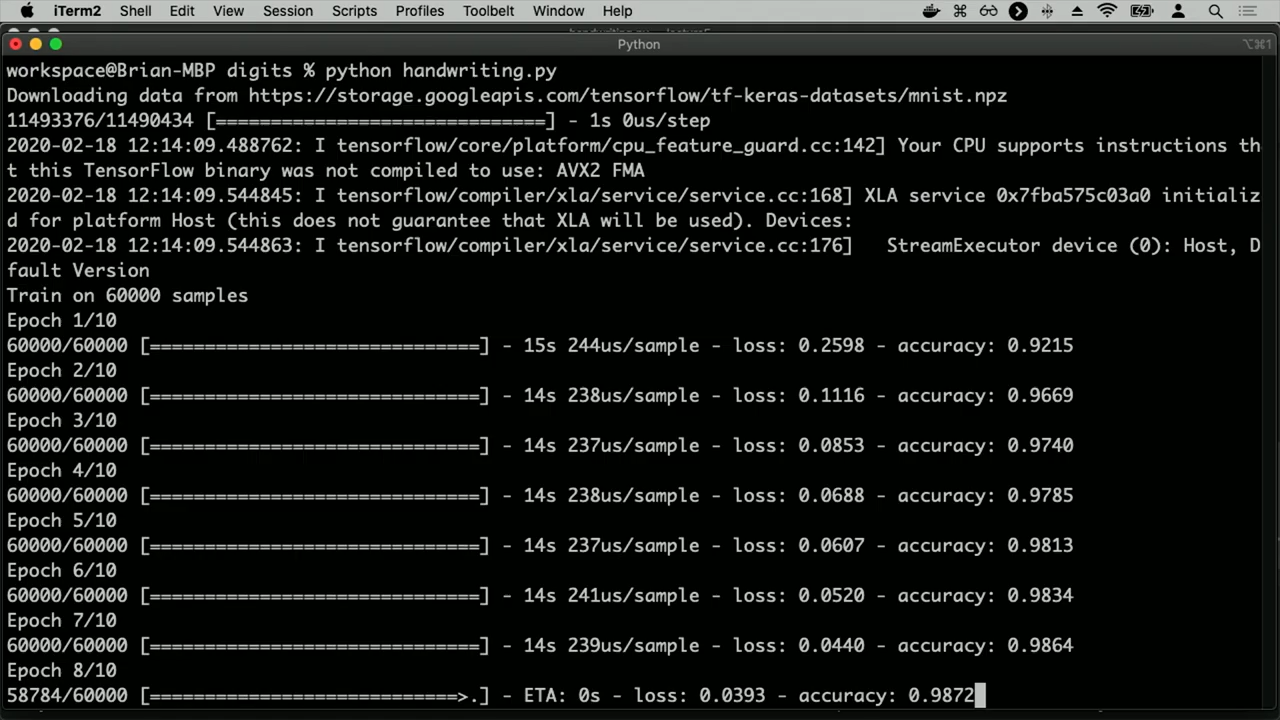 iTerm2 Shell Edit View Session Scripts Profiles Toolbelt Window Help
Python
⌥⌘1
workspace@Brian-MBP digits % python handwriting.py
Downloading data from https://storage.googleapis.com/tensorflow/tf-keras-datasets/mnist.npz
11493376/11490434 [==============================] - 1s 0us/step
2020-02-18 12:14:09.488762: I tensorflow/core/platform/cpu_feature_guard.cc:142] Your CPU supports instructions th
t this TensorFlow binary was not compiled to use: AVX2 FMA
2020-02-18 12:14:09.544845: I tensorflow/compiler/xla/service/service.cc:168] XLA service 0x7fba575c03a0 initializ
d for platform Host (this does not guarantee that XLA will be used). Devices:
2020-02-18 12:14:09.544863: I tensorflow/compiler/xla/service/service.cc:176]   StreamExecutor device (0): Host, D
fault Version
Train on 60000 samples
Epoch 1/10
60000/60000 [==============================] - 15s 244us/sample - loss: 0.2598 - accuracy: 0.9215
Epoch 2/10
60000/60000 [==============================] - 14s 238us/sample - loss: 0.1116 - accuracy: 0.9669
Epoch 3/10
60000/60000 [==============================] - 14s 237us/sample - loss: 0.0853 - accuracy: 0.9740
Epoch 4/10
60000/60000 [==============================] - 14s 238us/sample - loss: 0.0688 - accuracy: 0.9785
Epoch 5/10
60000/60000 [==============================] - 14s 237us/sample - loss: 0.0607 - accuracy: 0.9813
Epoch 6/10
60000/60000 [==============================] - 14s 241us/sample - loss: 0.0520 - accuracy: 0.9834
Epoch 7/10
60000/60000 [==============================] - 14s 239us/sample - loss: 0.0440 - accuracy: 0.9864
Epoch 8/10
58784/60000 [============================>.] - ETA: 0s - loss: 0.0393 - accuracy: 0.9872